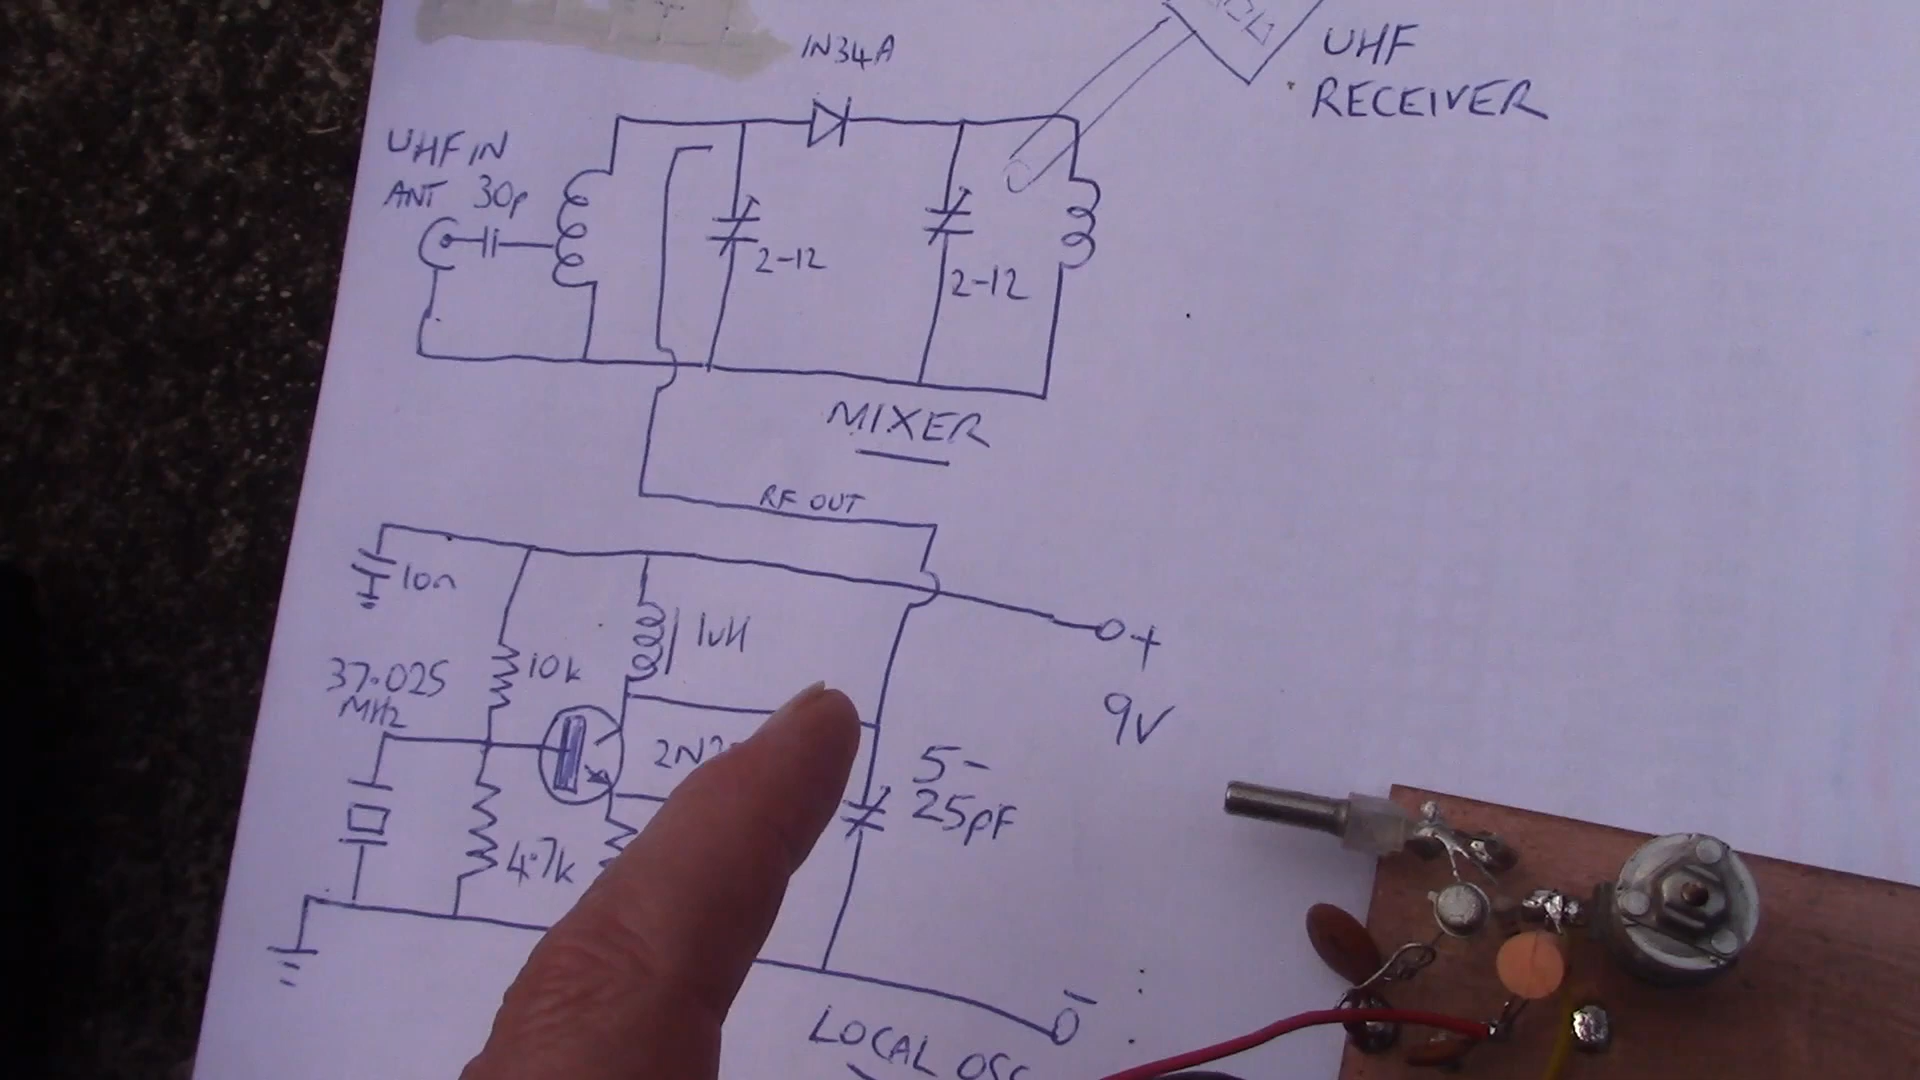 IN34A
UHF
RECEIVER
UHF IN
ANT 30p
2-12
2-12
MIXER
RF OUT
10n
1uH
10k
+
37.025
MHz
9V
5-
25pF
4.7k
-
LOCAL OSC